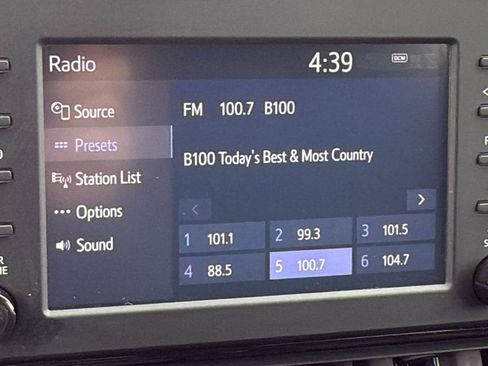 Radio 4:39 DCM
Source
Presets
Station List
Options
Sound
FM 100.7 B100
B100 Today's Best & Most Country
1 101.1 2 99.3 3 101.5
4 88.5 5 100.7 6 104.7